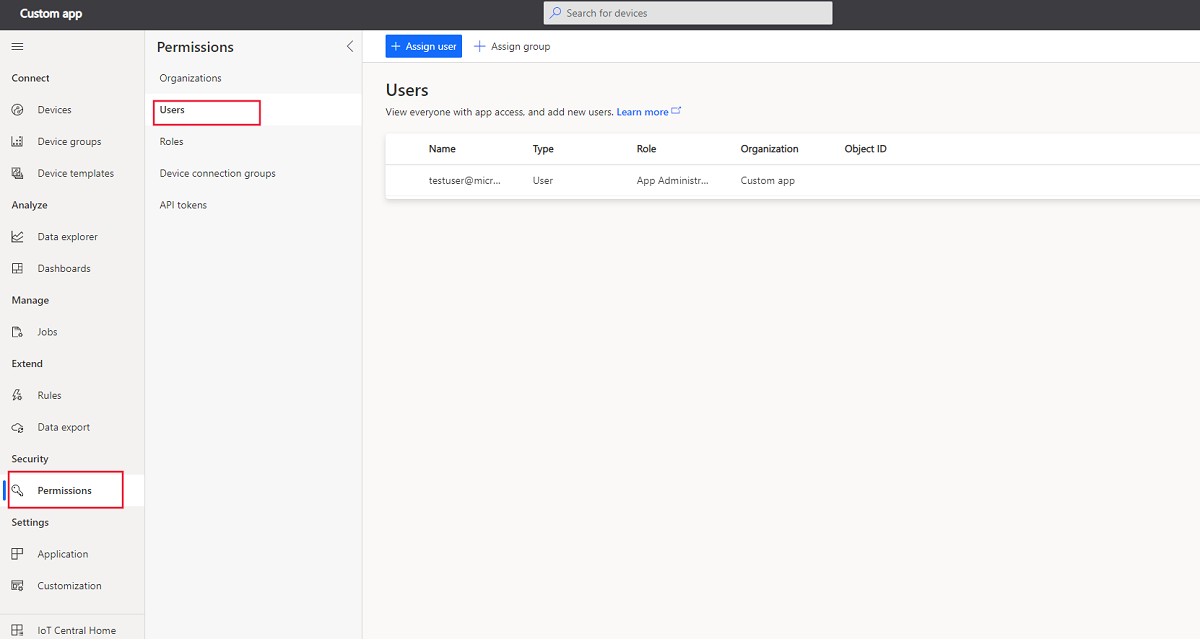 Custom app
Search for devices
Connect
Devices
Device groups
Device templates
Analyze
Data explorer
Dashboards
Manage
Jobs
Extend
Rules
Data export
Security
Permissions
Settings
Application
Customization
IoT Central Home
Permissions
Organizations
Users
Roles
Device connection groups
API tokens
Assign user
Assign group
Users
View everyone with app access, and add new users. Learn more
Name Type Role Organization Object ID
testuser@micr... User App Administr... Custom app